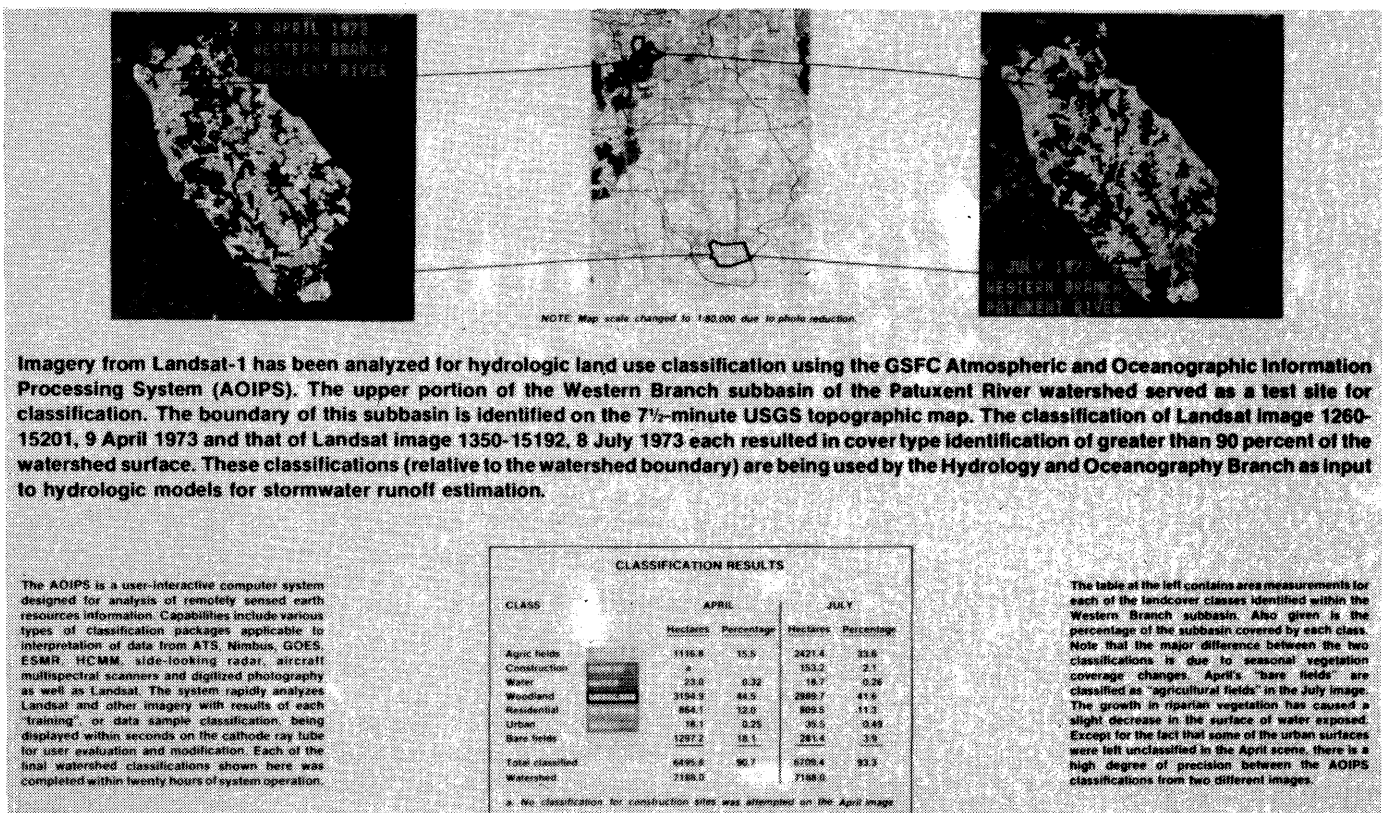 9 APRIL 1973
WESTERN BRANCH
PATUXENT RIVER
8 JULY 1973
WESTERN BRANCH
PATUXENT RIVER
NOTE: Map scale changed to 1:80,000 due to photo reduction.
Imagery from Landsat-1 has been analyzed for hydrologic land use classification using the GSFC Atmospheric and Oceanographic Information
Processing System (AOIPS). The upper portion of the Western Branch subbasin of the Patuxent River watershed served as a test site for
classification. The boundary of this subbasin is identified on the 7½-minute USGS topographic map. The classification of Landsat image 1260-
15201, 9 April 1973 and that of Landsat image 1350-15192, 8 July 1973 each resulted in cover type identification of greater than 90 percent of the
watershed surface. These classifications (relative to the watershed boundary) are being used by the Hydrology and Oceanography Branch as input
to hydrologic models for stormwater runoff estimation.
The AOIPS is a user-interactive computer system
designed for analysis of remotely sensed earth
resources information. Capabilities include various
types of classification packages applicable to
interpretation of data from ATS, Nimbus, GOES,
ESMR, HCMM, side-looking radar, aircraft
multispectral scanners and digitized photography
as well as Landsat. The system rapidly analyzes
Landsat and other imagery with results of each
"training", or data sample classification, being
displayed within seconds on the cathode ray tube
for user evaluation and modification. Each of the
final watershed classifications shown here was
completed within twenty hours of system operation.
CLASSIFICATION RESULTS
CLASS APRIL JULY
Hectares Percentage Hectares Percentage
Agric fields 1116.8 15.5 2421.4 33.6
Construction a 153.2 2.1
Water 23.0 0.32 18.7 0.26
Woodland 3194.9 44.5 2989.7 41.6
Residential 864.1 12.0 809.5 11.3
Urban 18.1 0.25 35.5 0.49
Bare fields 1297.2 18.1 281.4 3.9
Total classified 6495.6 90.7 6709.4 93.3
Watershed 7188.0 7188.0
a. No classification for construction sites was attempted on the April image
The table at the left contains area measurements for
each of the landcover classes identified within the
Western Branch subbasin. Also given is the
percentage of the subbasin covered by each class.
Note that the major difference between the two
classifications is due to seasonal vegetation
coverage changes. April's "bare fields" are
classified as "agricultural fields" in the July image.
The growth in riparian vegetation has caused a
slight decrease in the surface of water exposed.
Except for the fact that some of the urban surfaces
were left unclassified in the April scene, there is a
high degree of precision between the AOIPS
classifications from two different images.